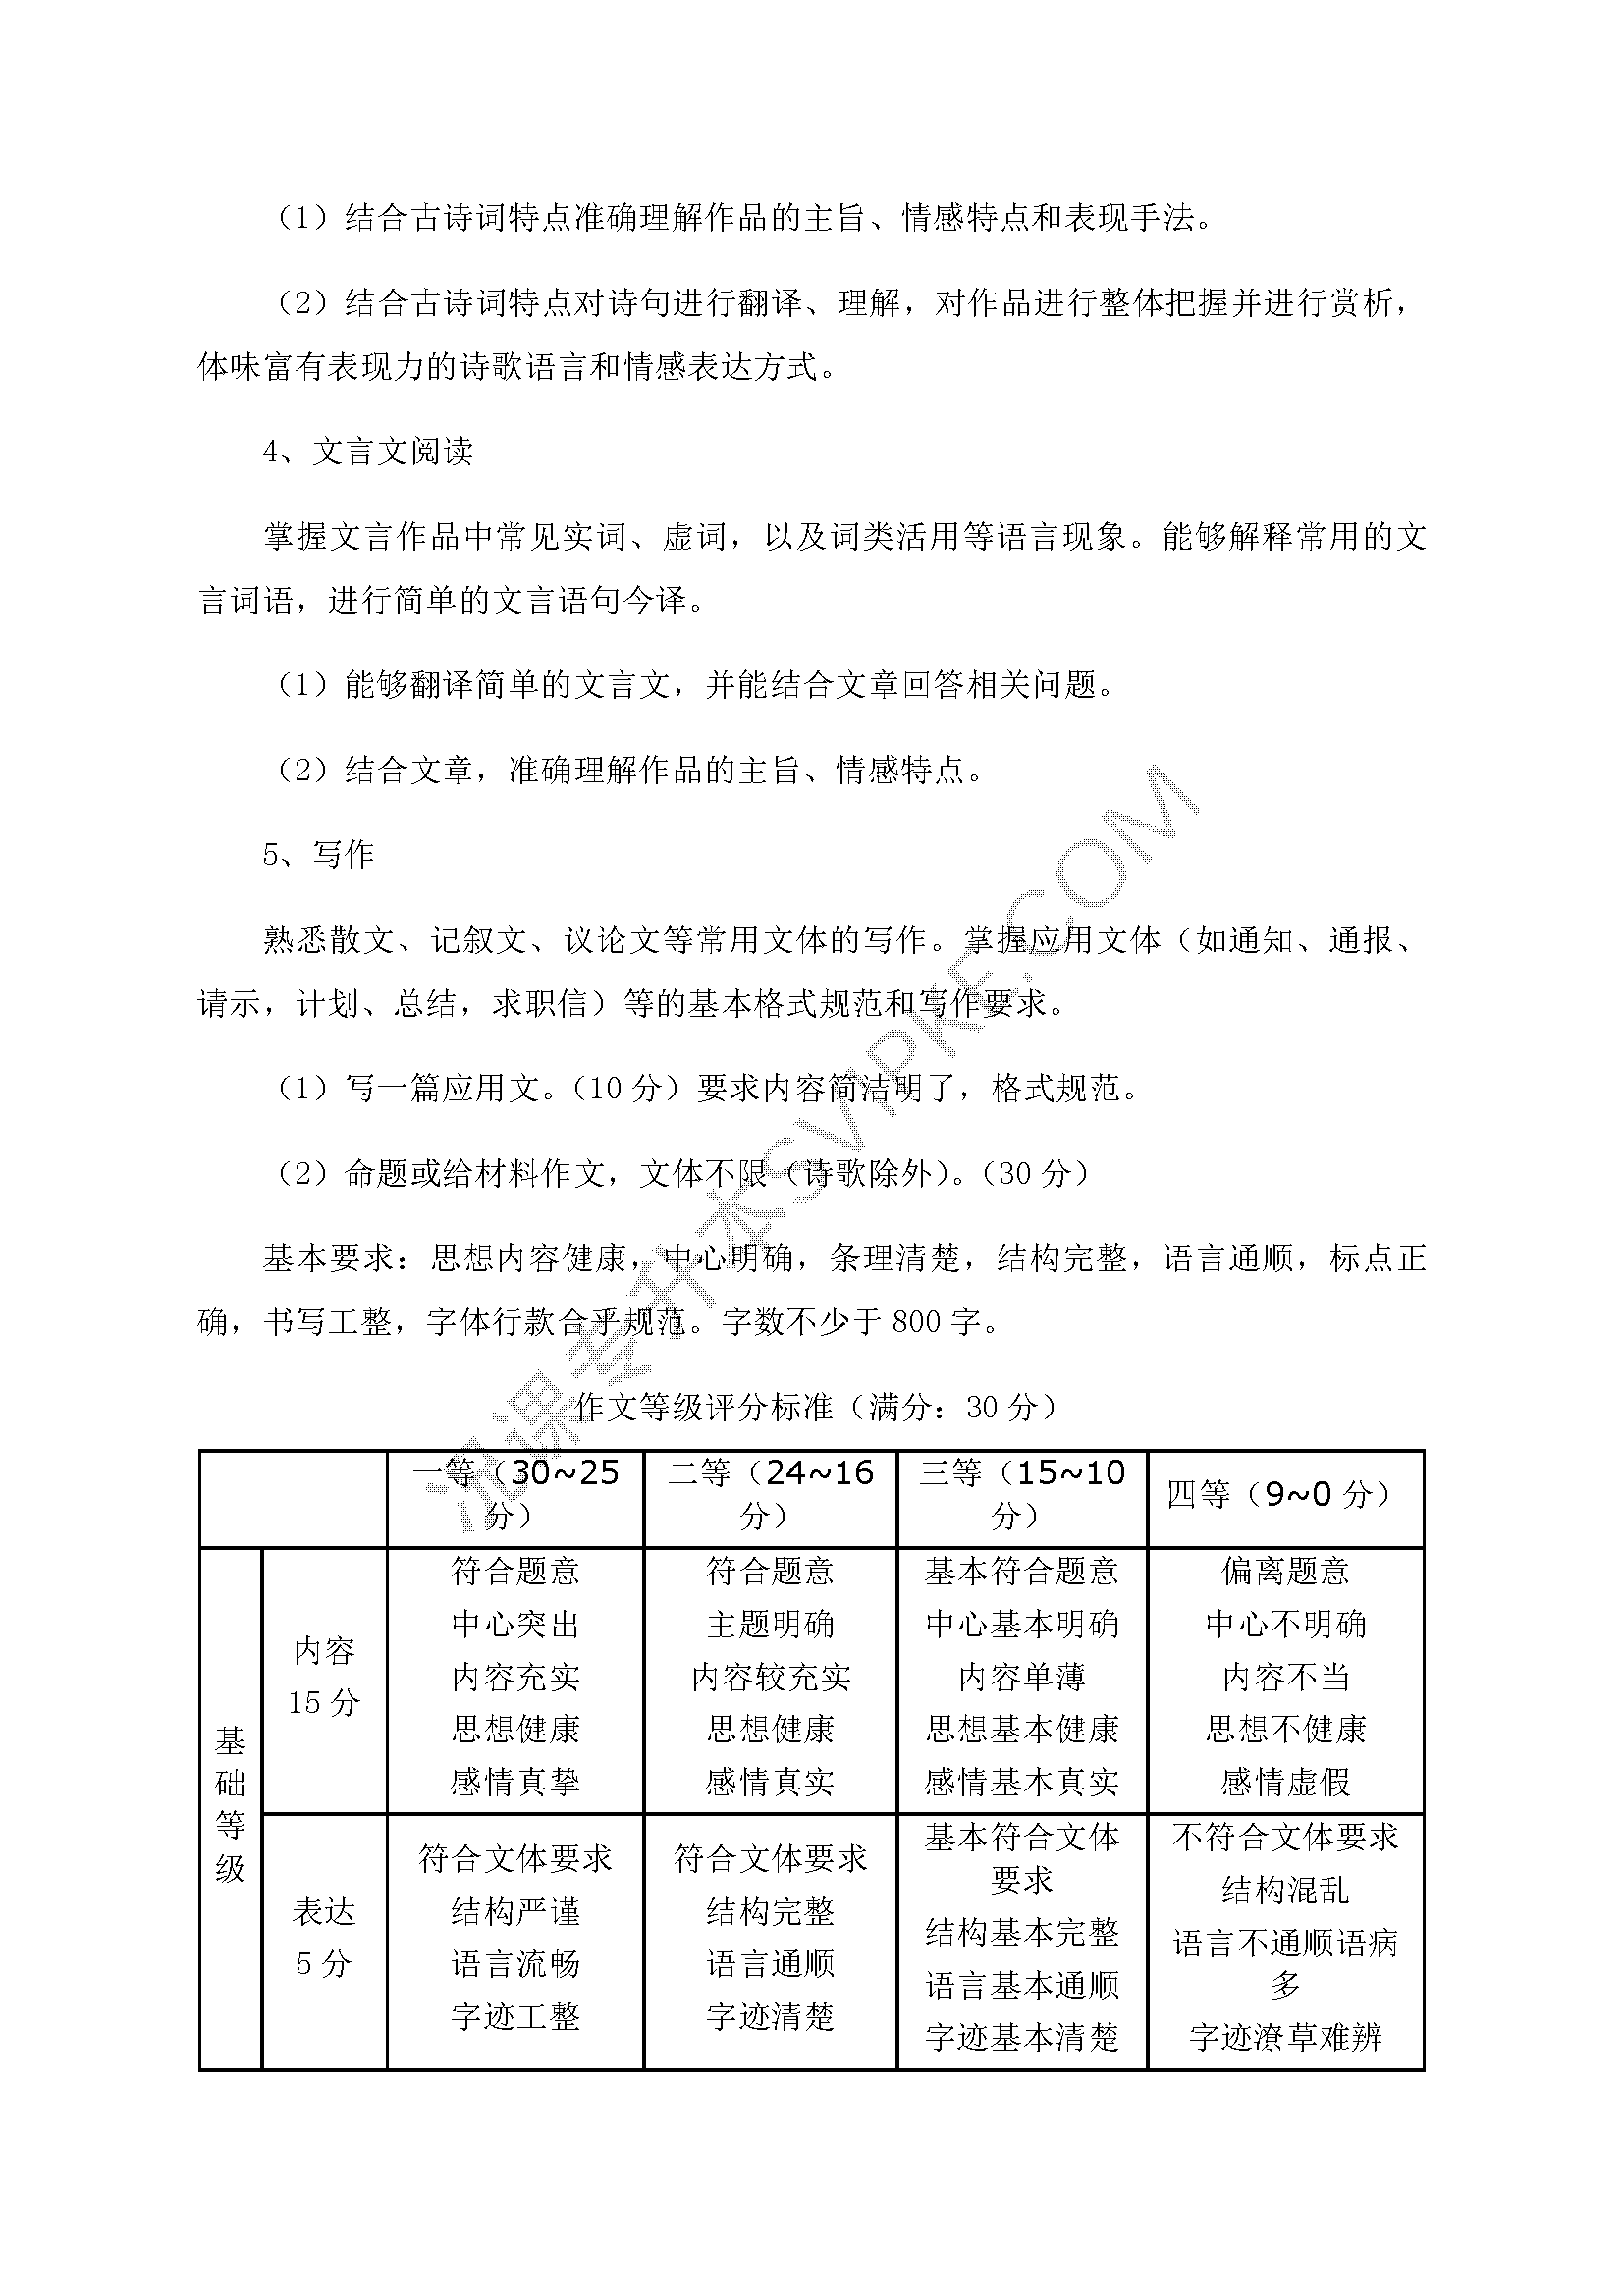 （1）结合古诗词特点准确理解作品的主旨、情感特点和表现手法。
（2）结合古诗词特点对诗句进行翻译、理解，对作品进行整体把握并进行赏析，
体味富有表现力的诗歌语言和情感表达方式。
4、文言文阅读
掌握文言作品中常见实词、虚词，以及词类活用等语言现象。能够解释常用的文
言词语，进行简单的文言语句今译。
（1）能够翻译简单的文言文，并能结合文章回答相关问题。
（2）结合文章，准确理解作品的主旨、情感特点。
5、写作
熟悉散文、记叙文、议论文等常用文体的写作。掌握应用文体（如通知、通报、
请示，计划、总结，求职信）等的基本格式规范和写作要求。
（1）写一篇应用文。（10 分）要求内容简洁明了，格式规范。
（2）命题或给材料作文，文体不限（诗歌除外）。（30 分）
基本要求：思想内容健康，中心明确，条理清楚，结构完整，语言通顺，标点正
确，书写工整，字体行款合乎规范。字数不少于 800 字。
作文等级评分标准（满分：30 分）
一等（30~25
分）
二等（24~16
分）
三等（15~10
分）
四等（9~0 分）
基
础
等
级
内容
15 分
符合题意
中心突出
内容充实
思想健康
感情真挚
符合题意
主题明确
内容较充实
思想健康
感情真实
基本符合题意
中心基本明确
内容单薄
思想基本健康
感情基本真实
偏离题意
中心不明确
内容不当
思想不健康
感情虚假
表达
5 分
符合文体要求
结构严谨
语言流畅
字迹工整
符合文体要求
结构完整
语言通顺
字迹清楚
基本符合文体
要求
结构基本完整
语言基本通顺
字迹基本清楚
不符合文体要求
结构混乱
语言不通顺语病
多
字迹潦草难辨
课专升本SVIPKE.COM